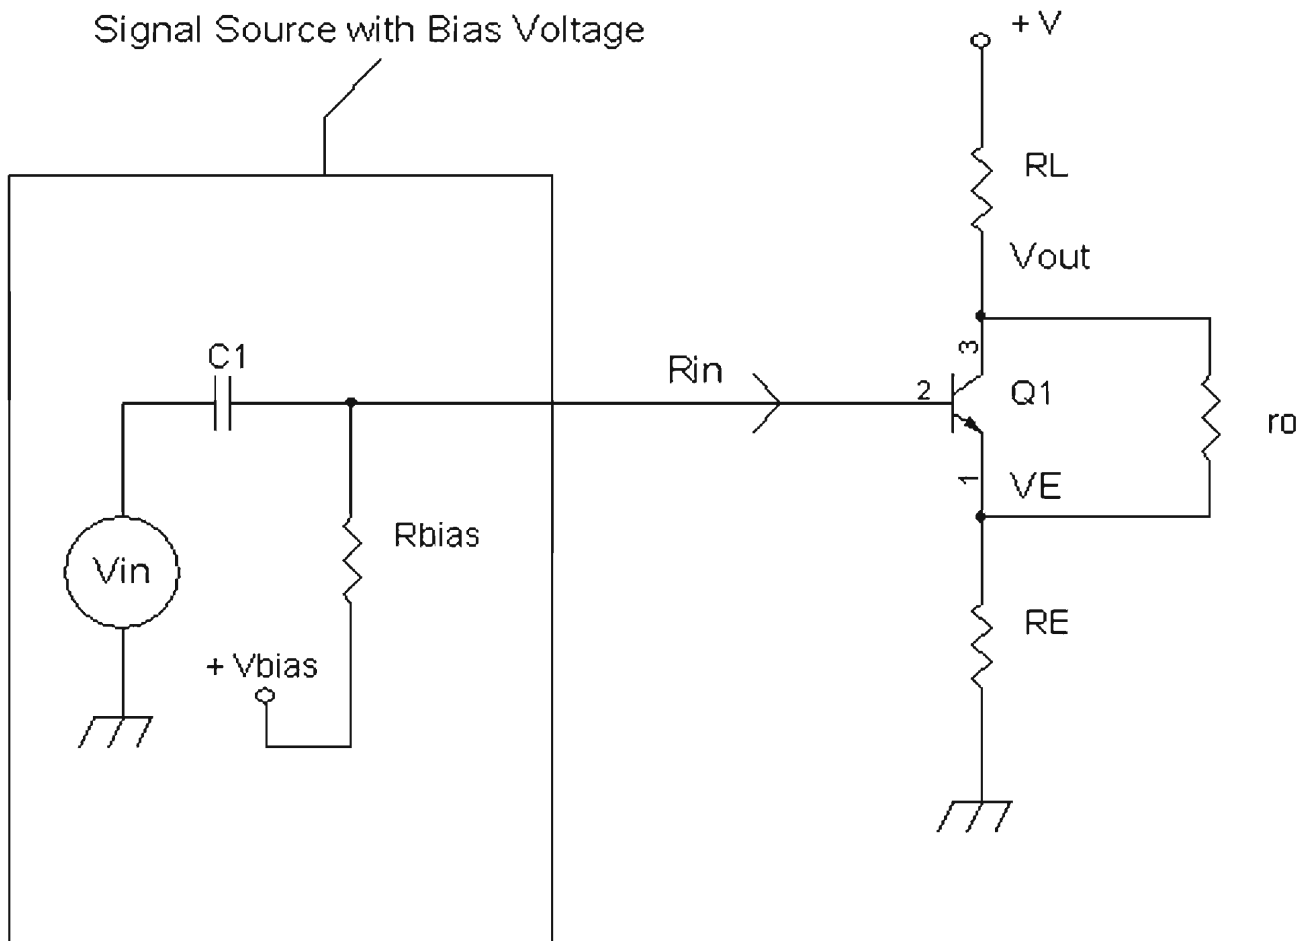 Signal Source with Bias Voltage
+ V
RL
Vout
C1
Rin
3
2
Q1
ro
1
VE
Rbias
Vin
RE
+ Vbias